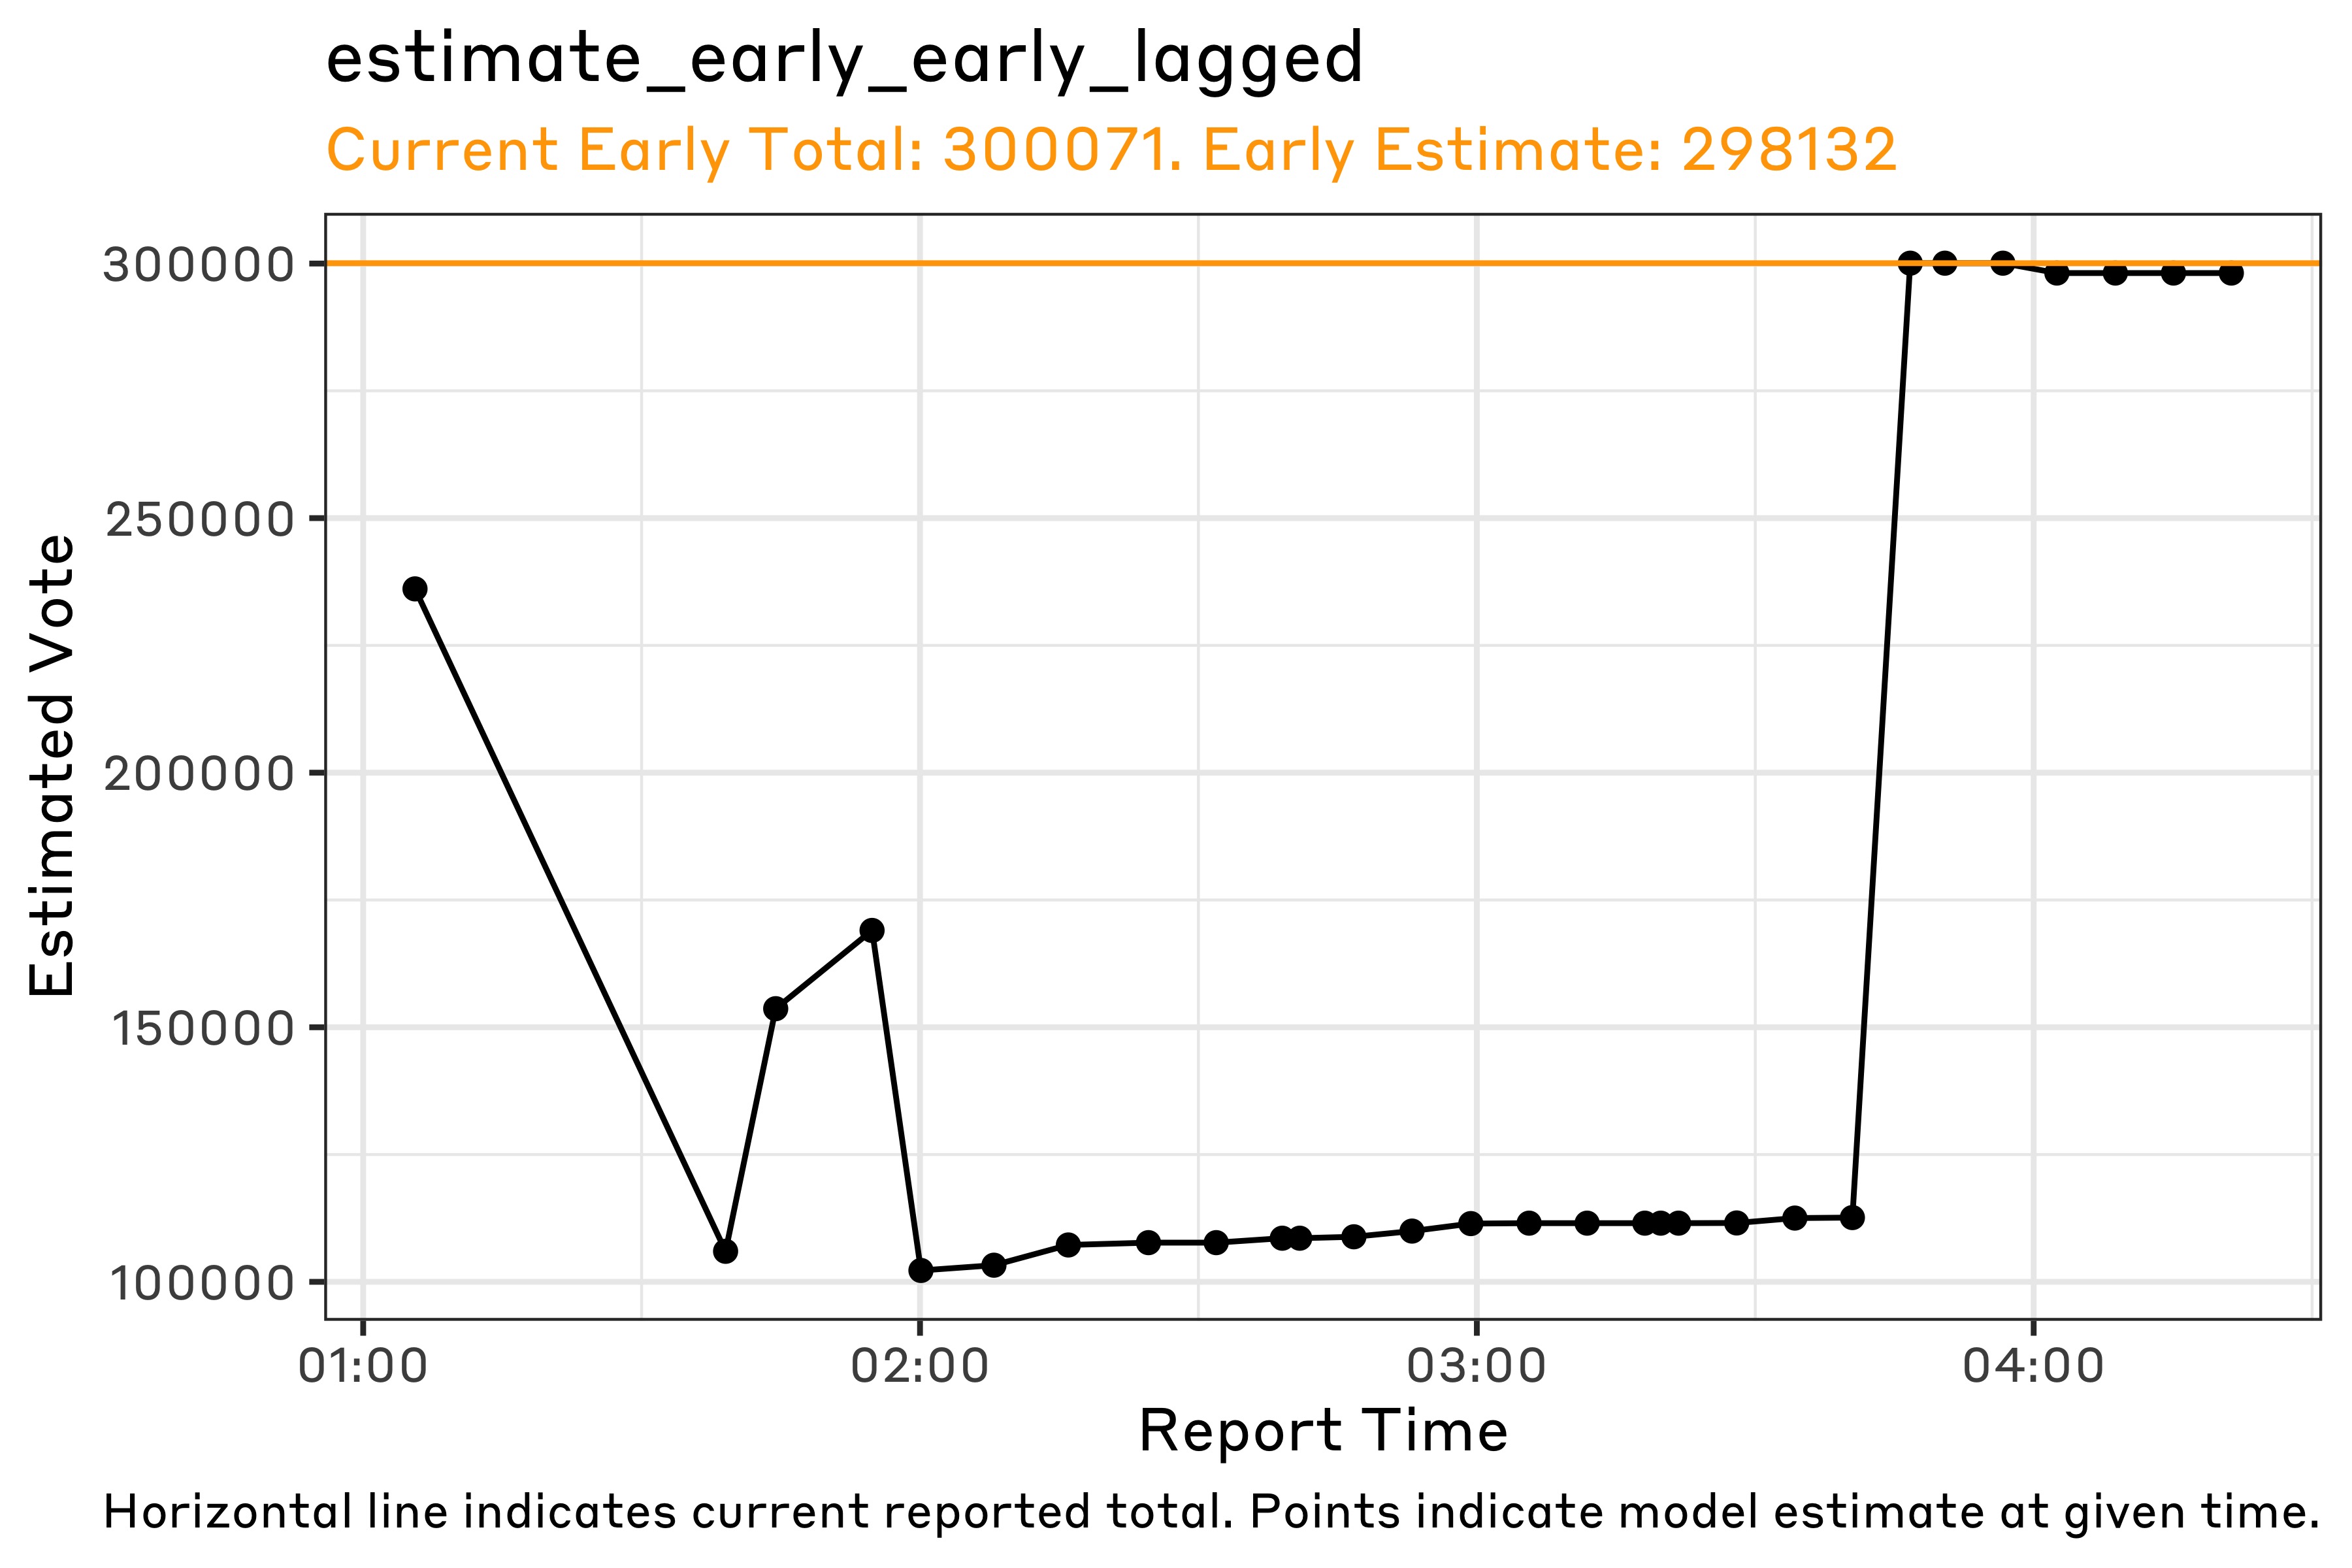 estimate_early_early_lagged
Current Early Total: 300071. Early Estimate: 298132
300000
250000
200000
150000
100000
Estimated Vote
01:00 02:00 03:00 04:00
Report Time
Horizontal line indicates current reported total. Points indicate model estimate at given time.